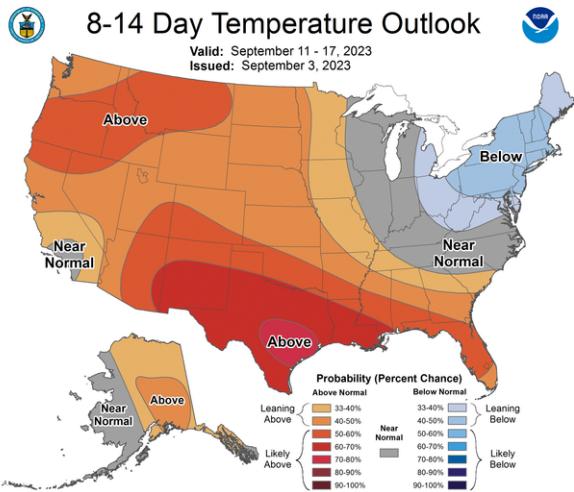 8-14 Day Temperature Outlook
NOAA
Valid: September 11 - 17, 2023
Issued: September 3, 2023
Above
Below
Near
Normal
Near
Normal
Above
Above
Near
Normal
Probability (Percent Chance)
Above Normal
Below Normal
Leaning
Above
33-40%
40-50%
Likely
Above
50-60%
60-70%
70-80%
80-90%
90-100%
Near
Normal
33-40%
40-50%
Leaning
Below
50-60%
60-70%
70-80%
80-90%
90-100%
Likely
Below